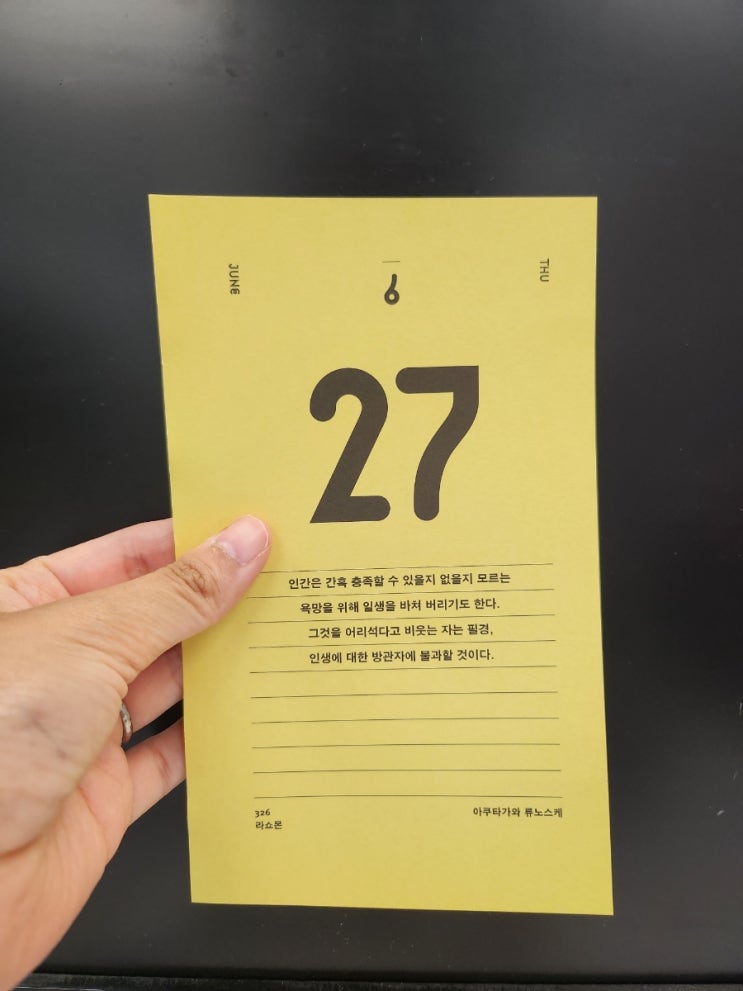 JUNE
6
THU
27
인간은 간혹 충족할 수 있을지 없을지 모르는
욕망을 위해 일생을 바쳐 버리기도 한다.
그것을 어리석다고 비웃는 자는 필경,
인생에 대한 방관자에 불과할 것이다.
326
라쇼몬
아쿠타가와 류노스케